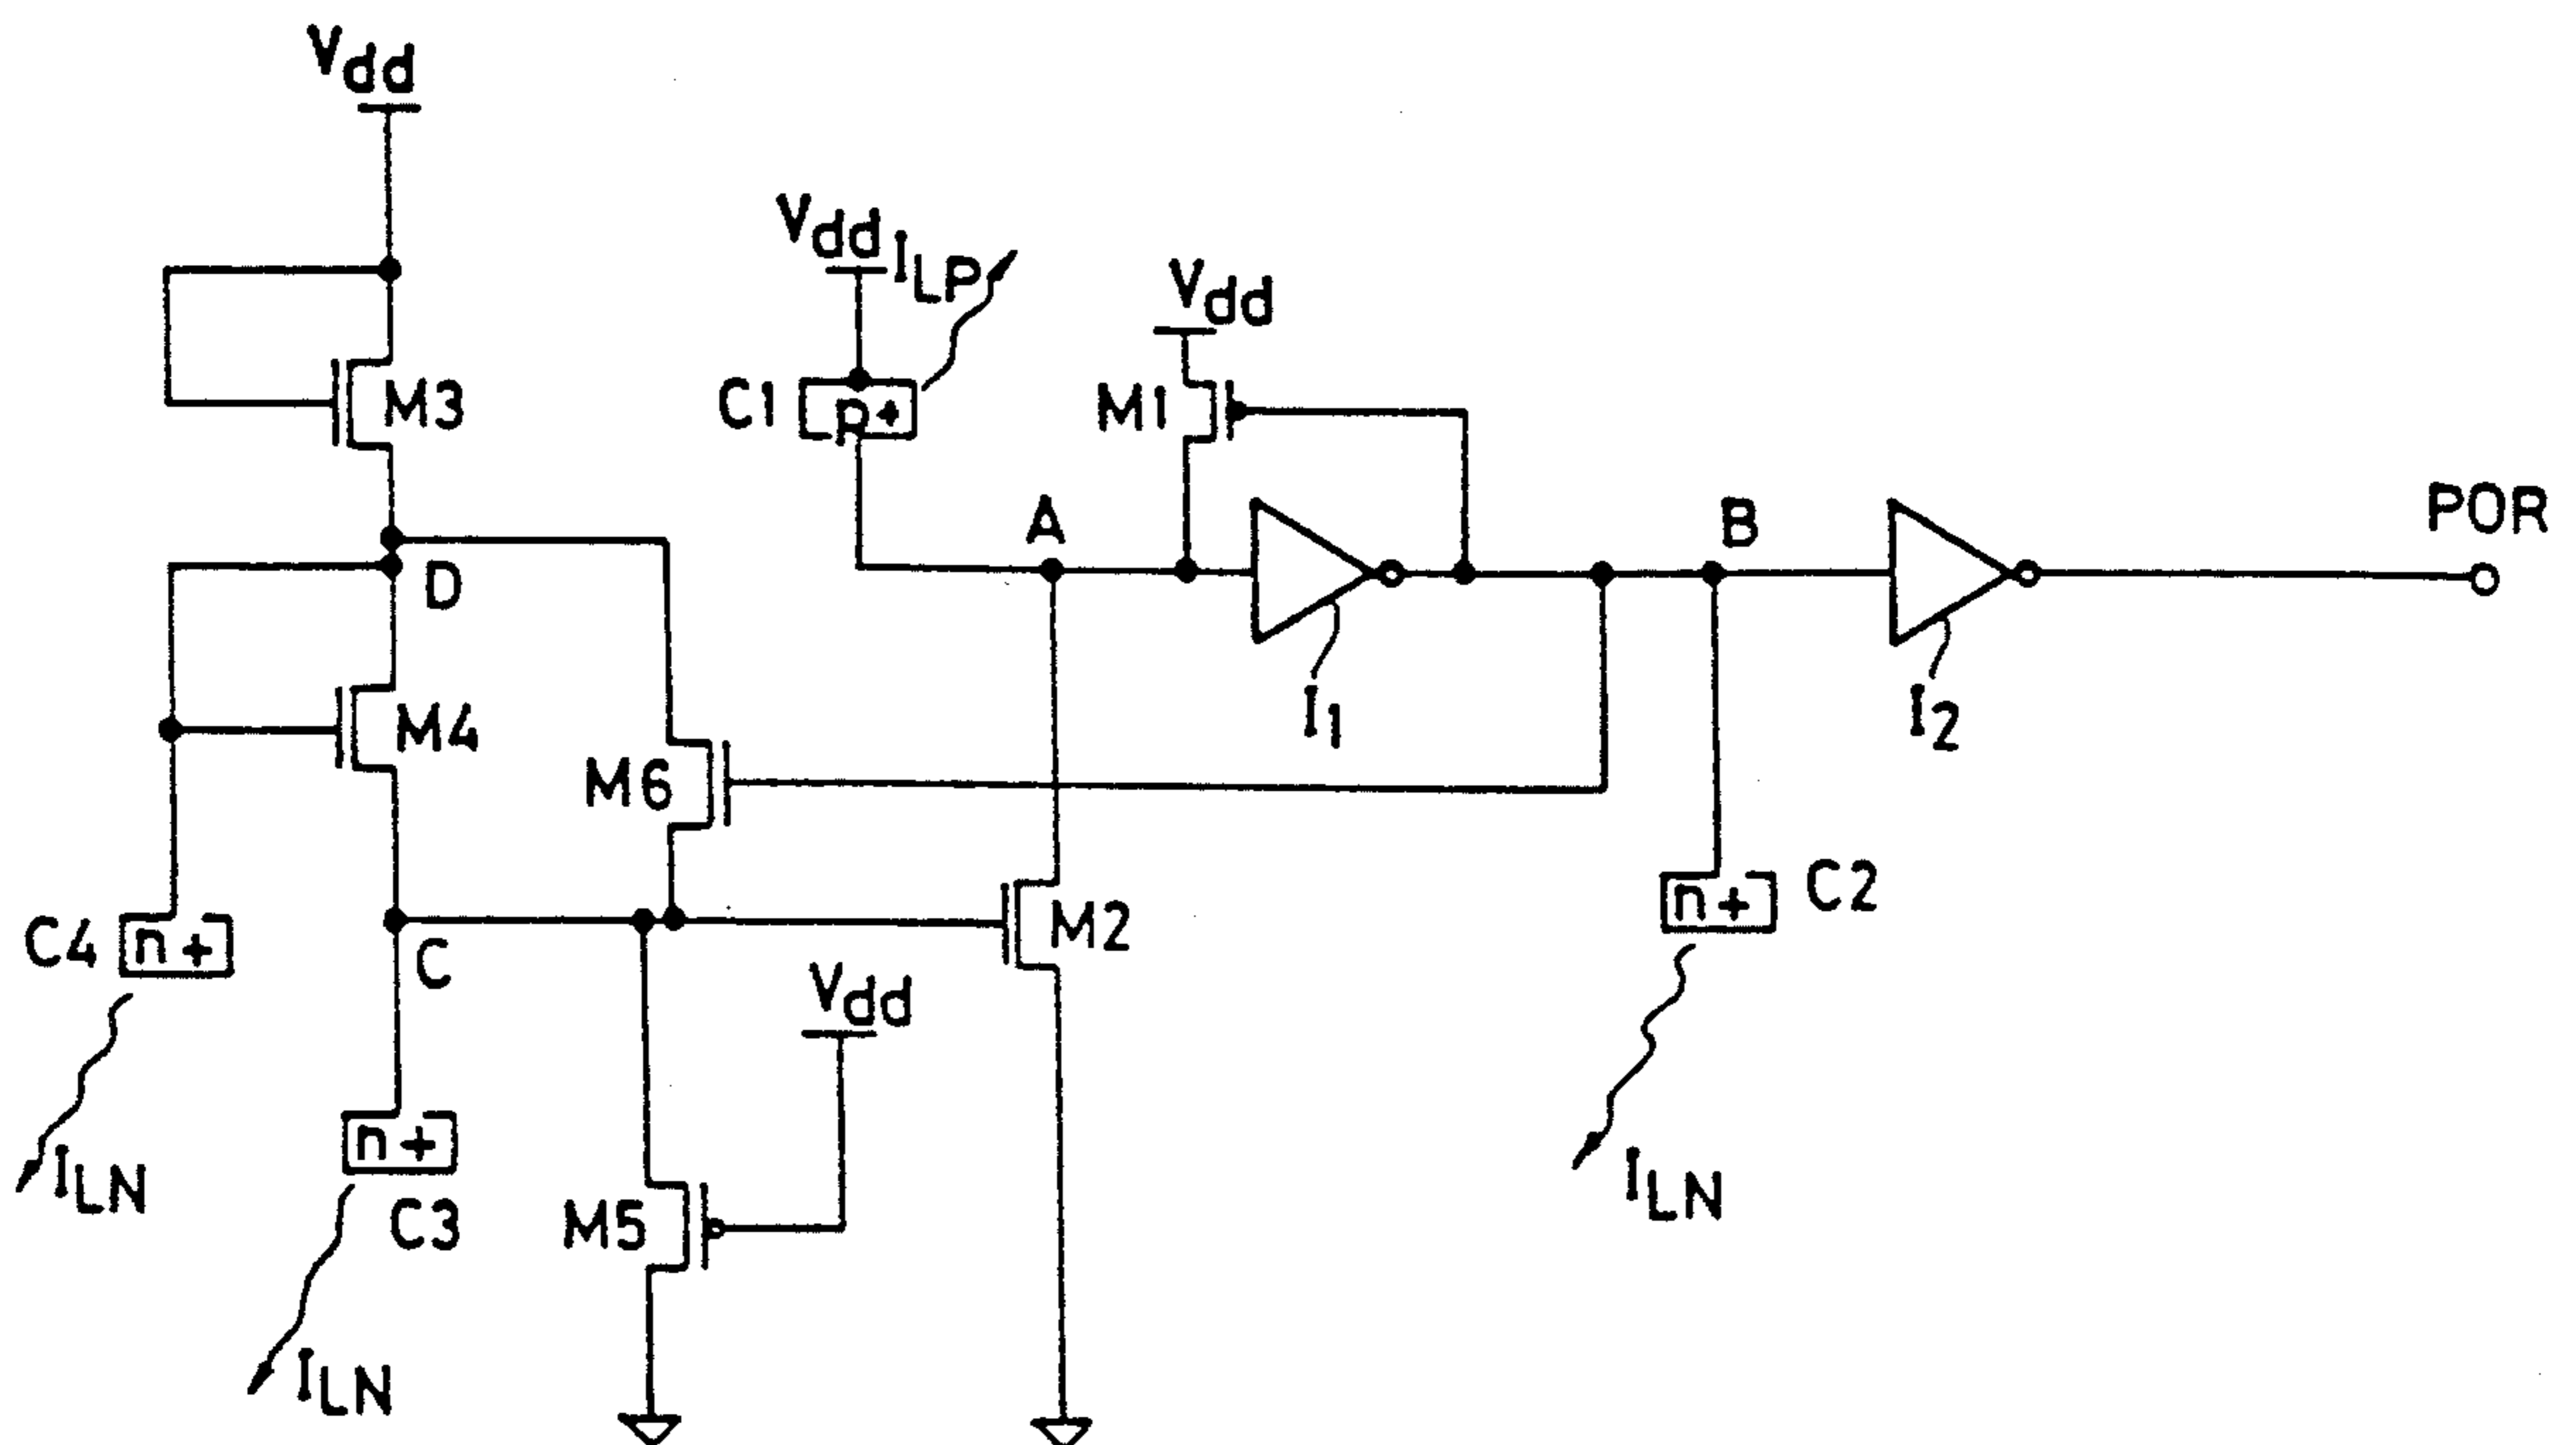 Vdd
Vdd
ILP
Vdd
C1
p+
M1
M3
A
B
POR
D
M4
M6
I1
I2
C4
n+
C
M2
n+
C2
Vdd
ILN
n+
C3
M5
ILN
ILN